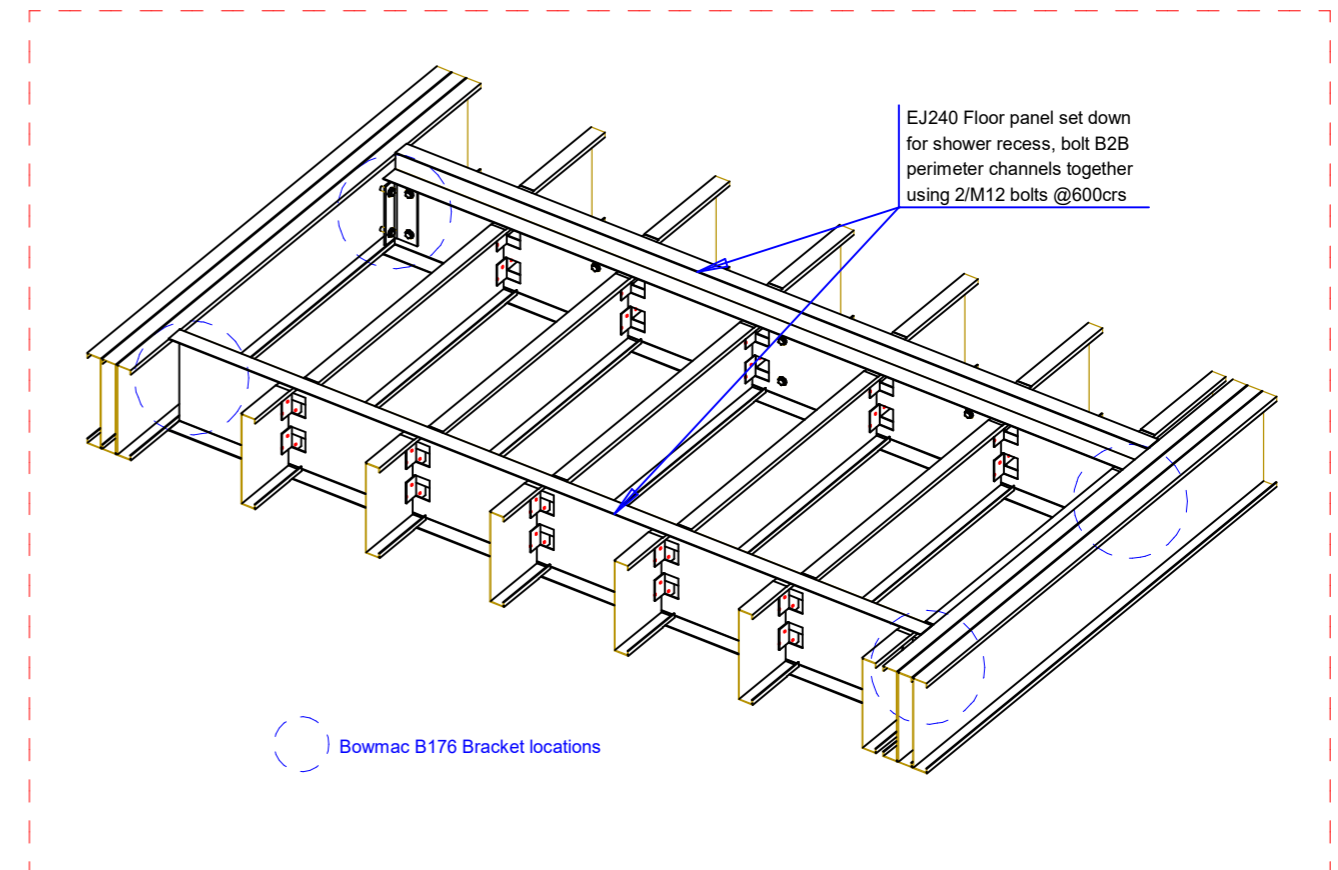 EJ240 Floor panel set down
for shower recess, bolt B2B
perimeter channels together
using 2/M12 bolts @600crs
Bowmac B176 Bracket locations